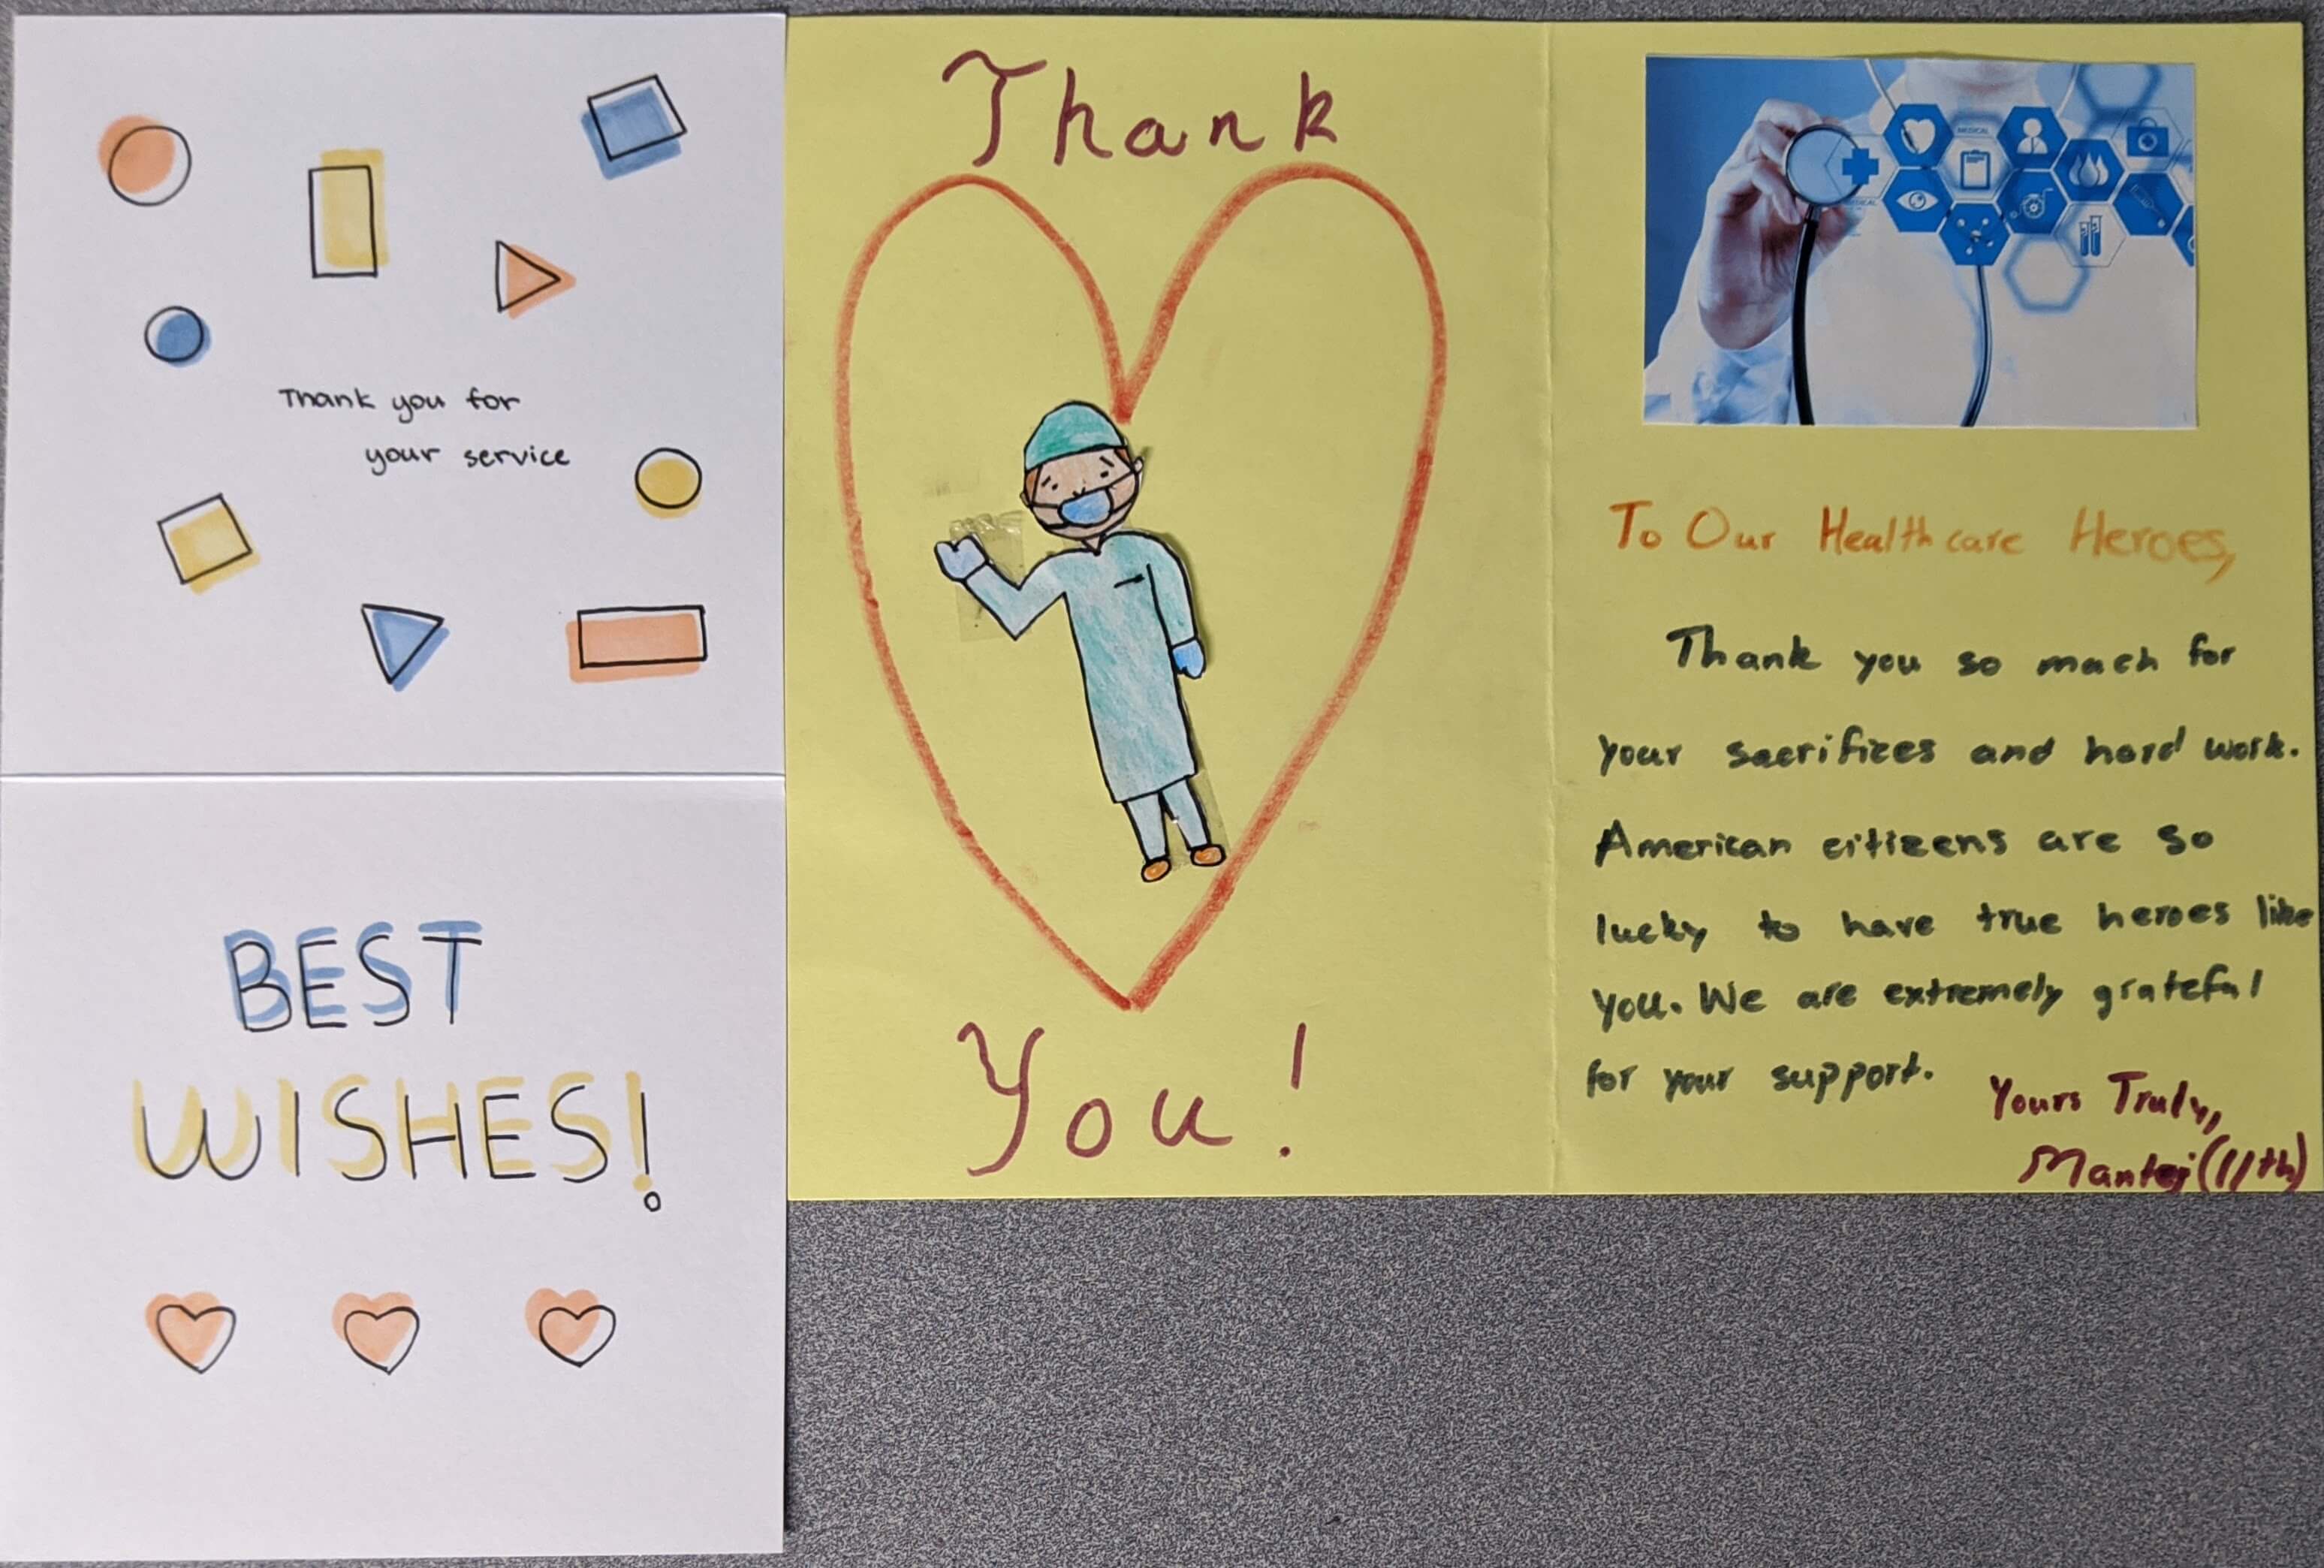 Thank you for
your service
BEST
WISHES!
Thank
You!
MEDICAL
MEDICAL
To Our Healthcare Heroes,
Thank you so much for
your sacrifices and hard work.
American citizens are so
lucky to have true heroes like
you. We are extremely grateful
for your support.
Yours Truly,
Mantej (11th)